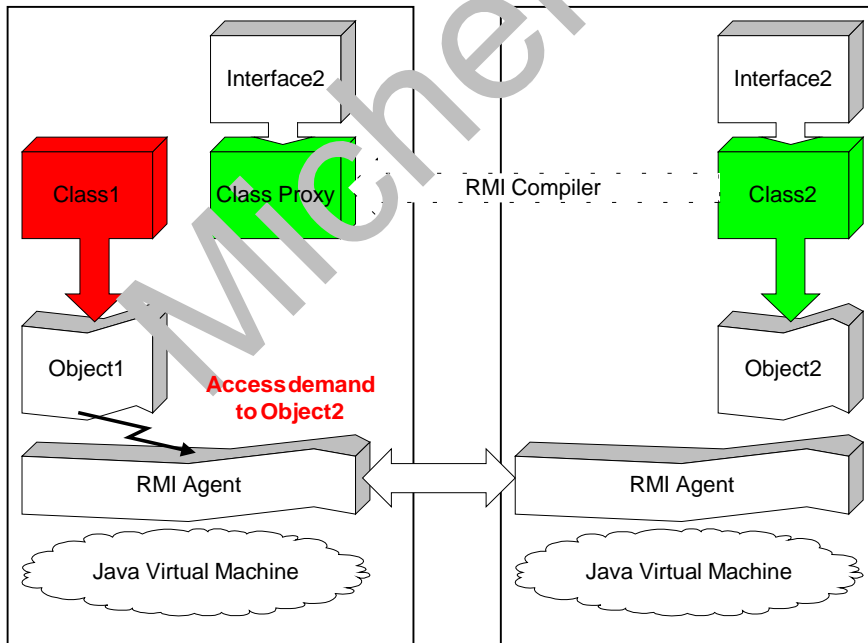 Interface2
Interface2
Class1
Class Proxy
RMI Compiler
Class2
Object1
Object2
Access demand
to Object2
RMI Agent
RMI Agent
Java Virtual Machine
Java Virtual Machine